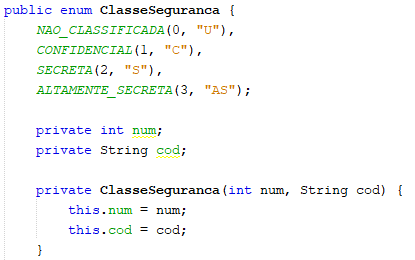 public enum ClasseSeguranca {
NAO_CLASSIFICADA(0, "U"),
CONFIDENCIAL(1, "C"),
SECRETA(2, "S"),
ALTAMENTE_SECRETA(3, "AS");
private int num;
private String cod;
private ClasseSeguranca(int num, String cod) {
this.num = num;
this.cod = cod;
}